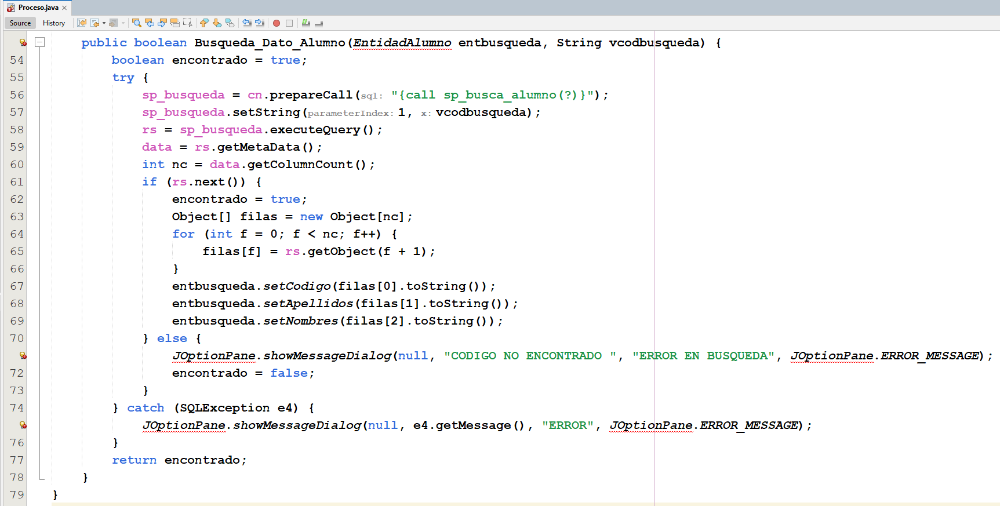 Proceso.java
Source History
public boolean Busqueda_Dato_Alumno(EntidadAlumno entbusqueda, String vcodbusqueda) {
54 boolean encontrado = true;
55 try {
56 sp_busqueda = cn.prepareCall(sql: "{call sp_busca_alumno(?)}");
57 sp_busqueda.setString(parameterIndex: 1, x: vcodbusqueda);
58 rs = sp_busqueda.executeQuery();
59 data = rs.getMetaData();
60 int nc = data.getColumnCount();
61 if (rs.next()) {
62 encontrado = true;
63 Object[] filas = new Object[nc];
64 for (int f = 0; f < nc; f++) {
65 filas[f] = rs.getObject(f + 1);
66 }
67 entbusqueda.setCodigo(filas[0].toString());
68 entbusqueda.setApellidos(filas[1].toString());
69 entbusqueda.setNombres(filas[2].toString());
70 } else {
JOptionPane.showMessageDialog(null, "CODIGO NO ENCONTRADO ", "ERROR EN BUSQUEDA", JOptionPane.ERROR_MESSAGE);
72 encontrado = false;
73 }
74 } catch (SQLException e4) {
JOptionPane.showMessageDialog(null, e4.getMessage(), "ERROR", JOptionPane.ERROR_MESSAGE);
76 }
77 return encontrado;
78 }
79 }